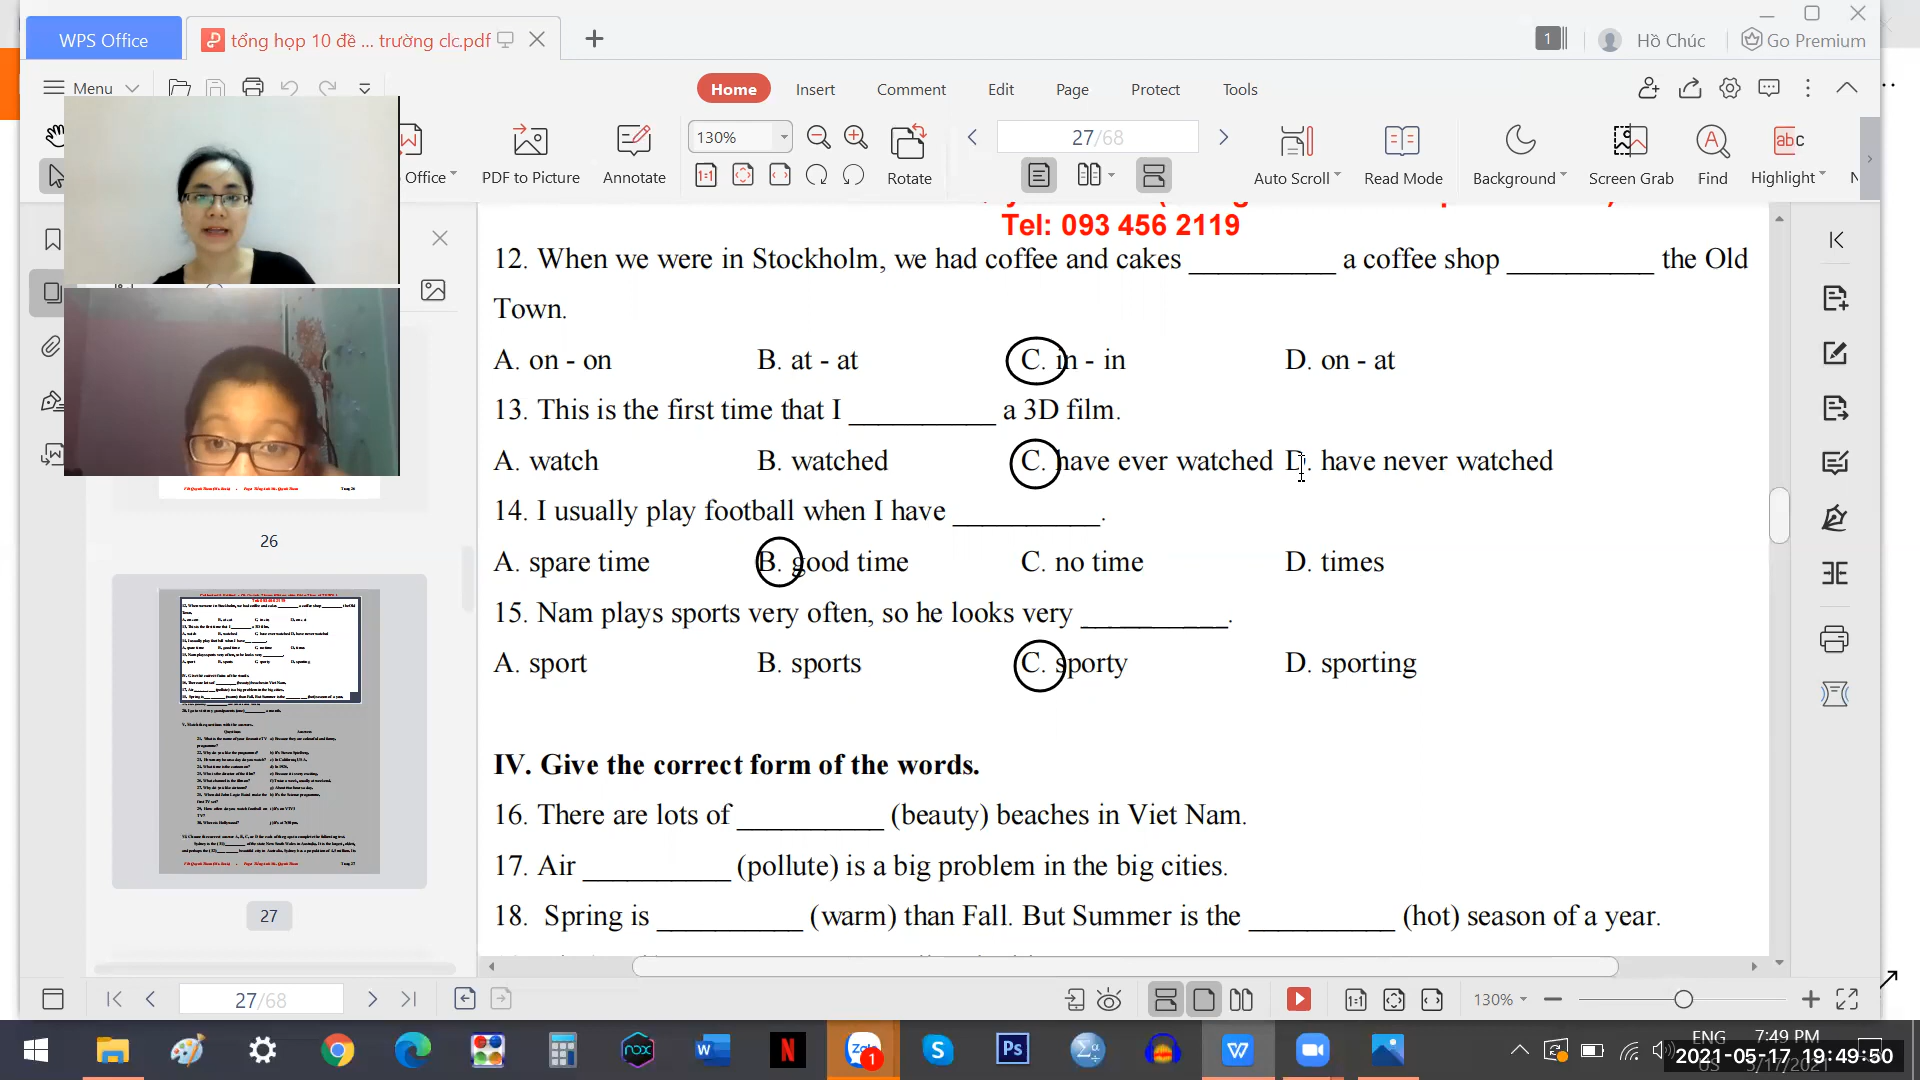 WPS Office
tổng hợp 10 đề ... trường clc.pdf
1
Hồ Chúc
Go Premium
Menu
Home
Insert
Comment
Edit
Page
Protect
Tools
130%
27/68
Office
PDF to Picture
Annotate
Rotate
Auto Scroll
Read Mode
Background
Screen Grab
Find
Highlight
Tel: 093 456 2119
12. When we were in Stockholm, we had coffee and cakes __________ a coffee shop __________ the Old
Town.
A. on - on B. at - at C. in - in D. on - at
13. This is the first time that I __________ a 3D film.
A. watch B. watched C. have ever watched D. have never watched
14. I usually play football when I have __________.
A. spare time B. good time C. no time D. times
15. Nam plays sports very often, so he looks very __________.
A. sport B. sports C. sporty D. sporting
IV. Give the correct form of the words.
16. There are lots of __________ (beauty) beaches in Viet Nam.
17. Air __________ (pollute) is a big problem in the big cities.
18. Spring is __________ (warm) than Fall. But Summer is the __________ (hot) season of a year.
26
27
27/68
130%
ENG
7:49 PM
2021-05-17 19:49:50